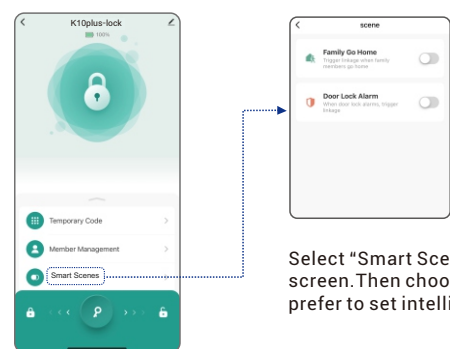 K10plus-lock
100%
Temporary Code
Member Management
Smart Scenes
scene
Family Go Home
Trigger linkage when family
members go home
Door Lock Alarm
When door lock alarms, trigger
linkage
Select “Smart Sce
screen.Then choo
prefer to set intelli